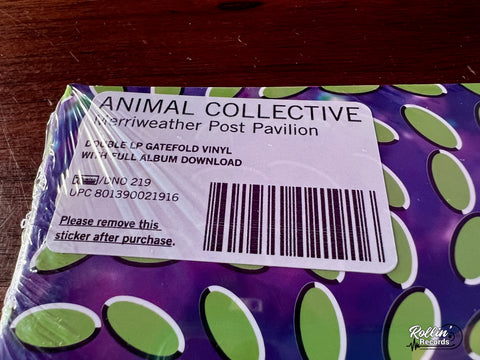 ANIMAL COLLECTIVE
Merriweather Post Pavilion
DOUBLE LP GATEFOLD VINYL
WITH FULL ALBUM DOWNLOAD
/DNO 219
UPC 801390021916
Please remove this
sticker after purchase.
Rollin'
Records